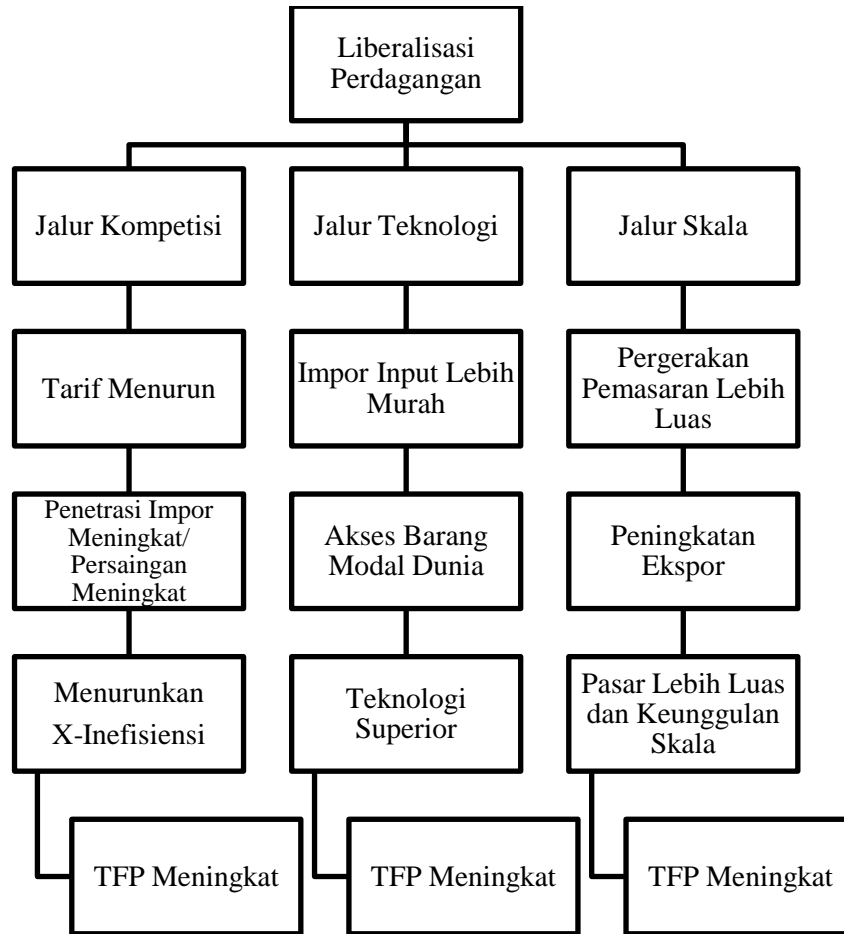 Liberalisasi
Perdagangan
Jalur Kompetisi
Jalur Teknologi
Jalur Skala
Tarif Menurun
Impor Input Lebih
Murah
Pergerakan
Pemasaran Lebih
Luas
Penetrasi Impor
Meningkat/
Persaingan
Meningkat
Akses Barang
Modal Dunia
Peningkatan
Ekspor
Menurunkan
X-Inefisiensi
Teknologi
Superior
Pasar Lebih Luas
dan Keunggulan
Skala
TFP Meningkat
TFP Meningkat
TFP Meningkat